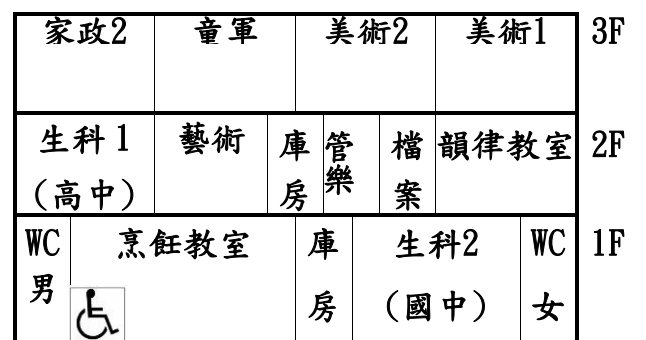 家政2 童軍 美術2 美術1 3F
生科1 藝術 庫 管 檔 韻律教室 2F
(高中) 房 樂 案
WC 烹飪教室 庫 生科2 WC 1F
男 房 (國中) 女